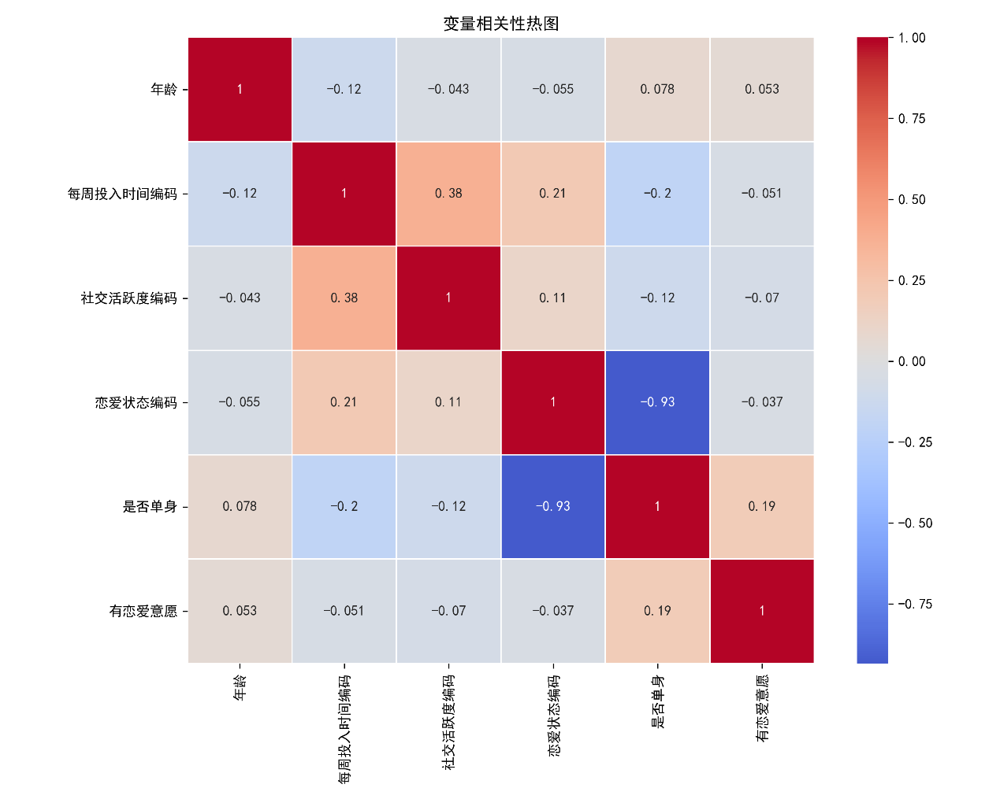 变量相关性热图
年龄 1 -0.12 -0.043 -0.055 0.078 0.053
每周投入时间编码 -0.12 1 0.38 0.21 -0.2 -0.051
社交活跃度编码 -0.043 0.38 1 0.11 -0.12 -0.07
恋爱状态编码 -0.055 0.21 0.11 1 -0.93 -0.037
是否单身 0.078 -0.2 -0.12 -0.93 1 0.19
有恋爱意愿 0.053 -0.051 -0.07 -0.037 0.19 1
年龄
每周投入时间编码
社交活跃度编码
恋爱状态编码
是否单身
有恋爱意愿
1.00
0.75
0.50
0.25
0.00
-0.25
-0.50
-0.75